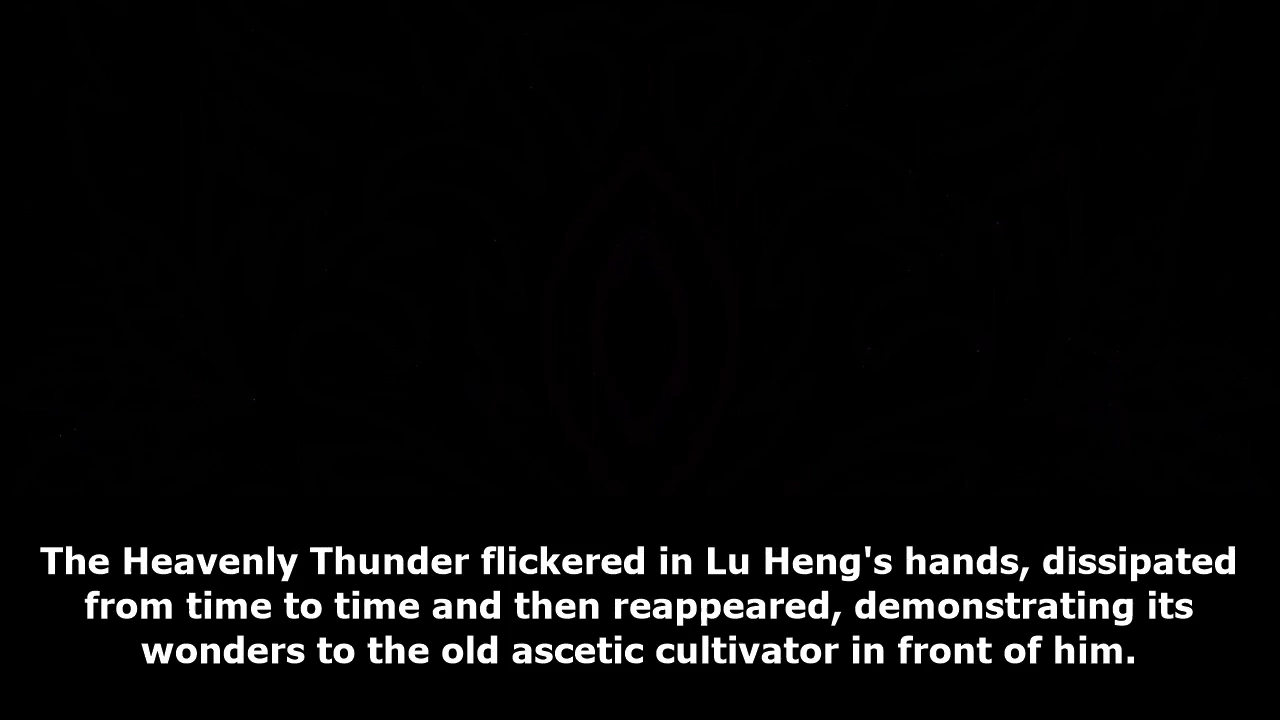 The Heavenly Thunder flickered in Lu Heng's hands, dissipated
from time to time and then reappeared, demonstrating its
wonders to the old ascetic cultivator in front of him.